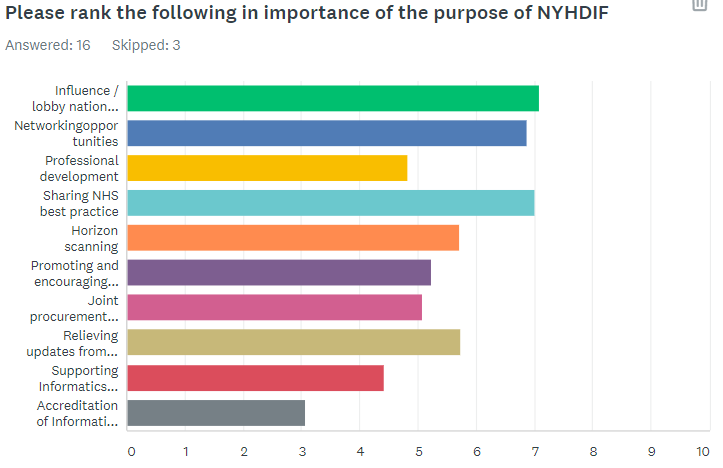 Please rank the following in importance of the purpose of NYHDIF
Answered: 16 Skipped: 3
Influence /
lobby nation...
Networkingoppor
tunities
Professional
development
Sharing NHS
best practice
Horizon
scanning
Promoting and
encouraging...
Joint
procurement...
Relieving
updates from...
Supporting
Informatics...
Accreditation
of Informati...
0 1 2 3 4 5 6 7 8 9 10